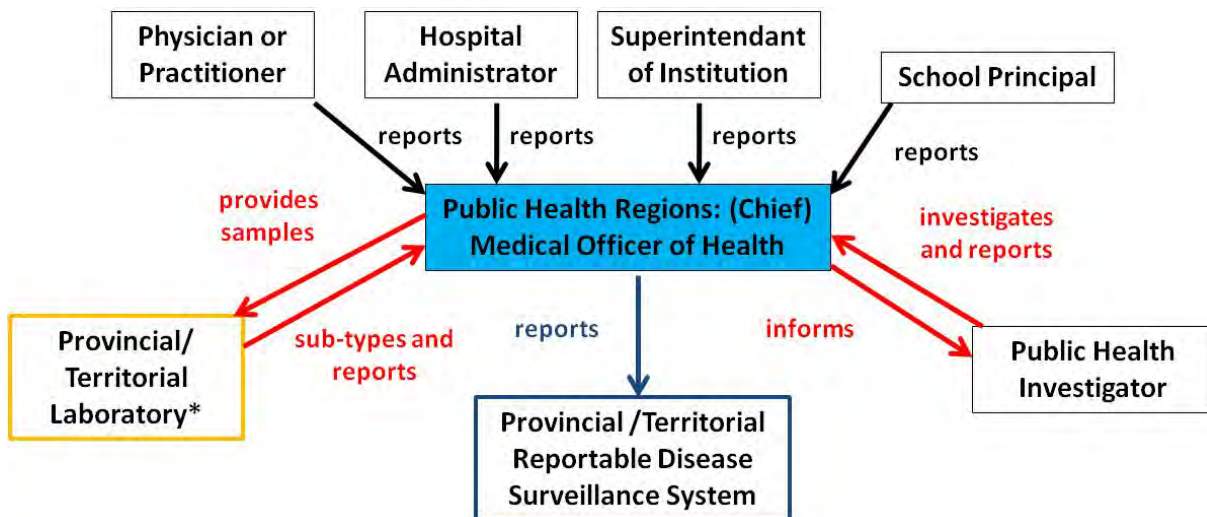 Physician or
Practitioner
Hospital
Administrator
Superintendant
of Institution
School Principal
reports
reports
reports
reports
provides
samples
Public Health Regions: (Chief)
Medical Officer of Health
investigates
and reports
Provincial/
Territorial
Laboratory*
sub-types and
reports
reports
informs
Public Health
Investigator
Provincial /Territorial
Reportable Disease
Surveillance System